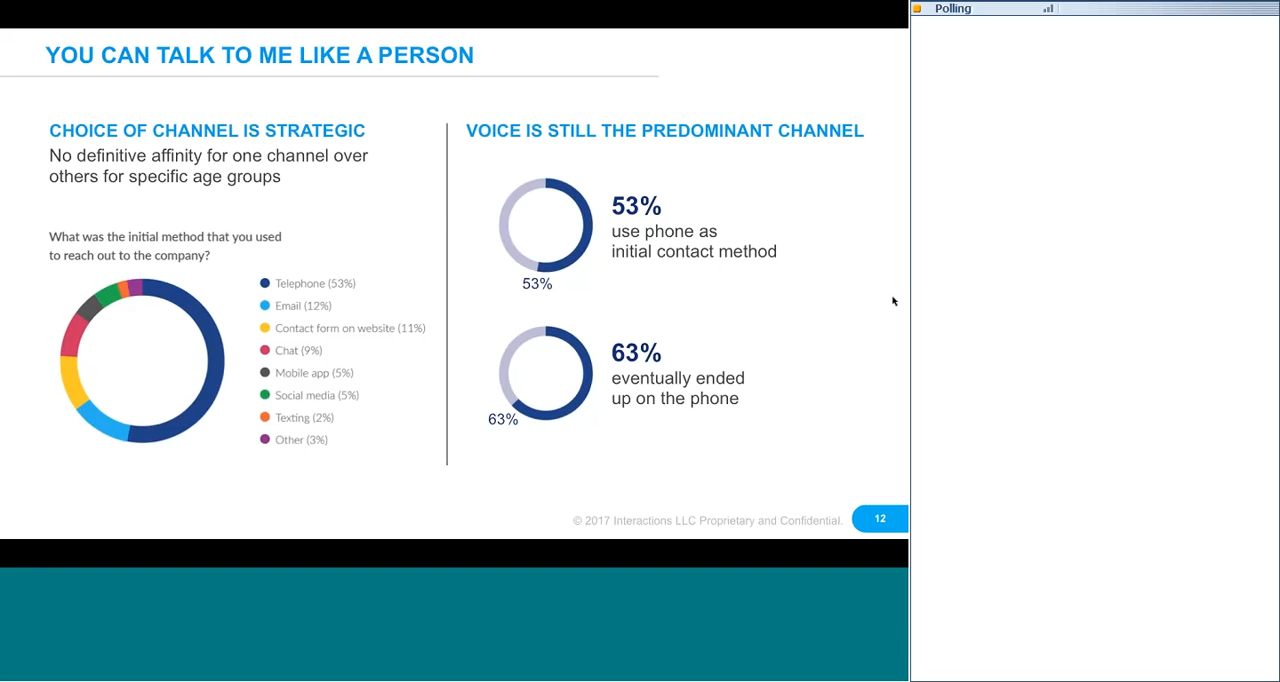 Polling
YOU CAN TALK TO ME LIKE A PERSON
CHOICE OF CHANNEL IS STRATEGIC
No definitive affinity for one channel over
others for specific age groups
What was the initial method that you used
to reach out to the company?
Telephone (53%)
Email (12%)
Contact form on website (11%)
Chat (9%)
Mobile app (5%)
Social media (5%)
Texting (2%)
Other (3%)
VOICE IS STILL THE PREDOMINANT CHANNEL
53%
use phone as
initial contact method
53%
63%
eventually ended
up on the phone
63%
© 2017 Interactions LLC Proprietary and Confidential.
12